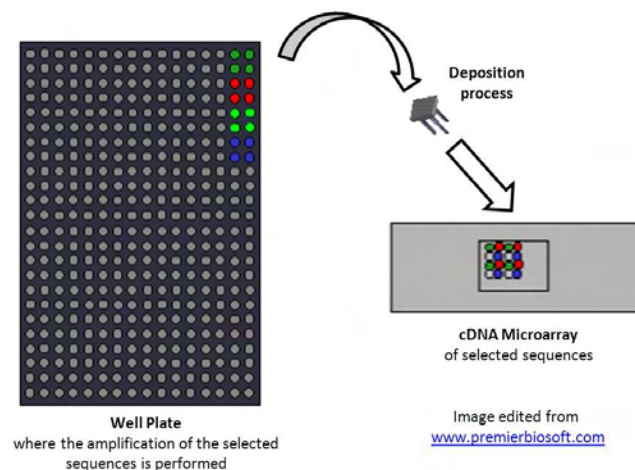 Deposition
process
cDNA Microarray
of selected sequences
Well Plate
where the amplification of the selected
sequences is performed
Image edited from
www.premierbiosoft.com